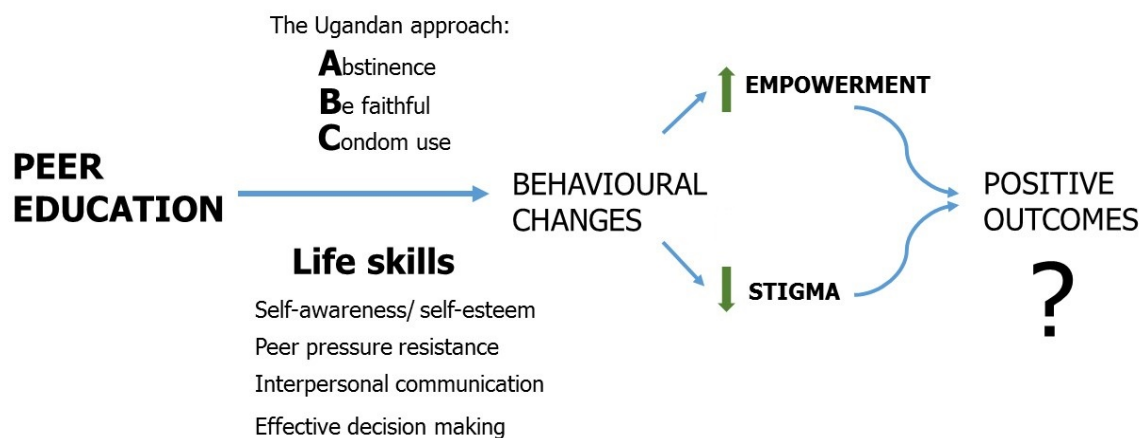 The Ugandan approach:
Abstinence
Be faithful
Condom use
PEER
EDUCATION
Life skills
Self-awareness/ self-esteem
Peer pressure resistance
Interpersonal communication
Effective decision making
BEHAVIOURAL
CHANGES
EMPOWERMENT
STIGMA
POSITIVE
OUTCOMES
?